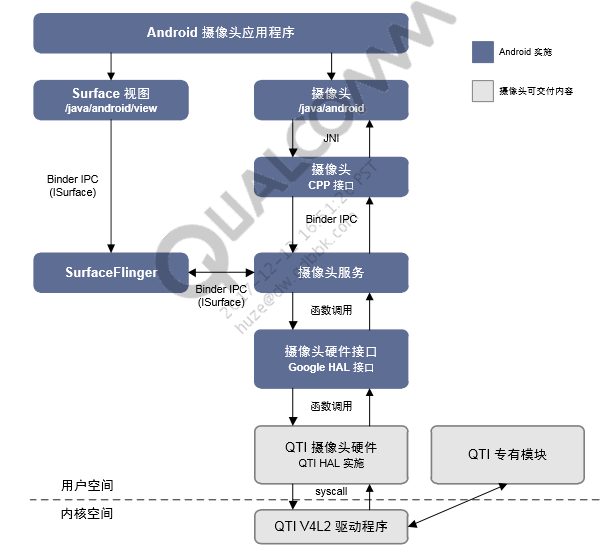 Android 摄像头应用程序
Android 实施
摄像头可交付内容
Surface 视图
/java/android/view
摄像头
/java/android
JNI
Binder IPC
(ISurface)
摄像头
CPP 接口
Binder IPC
SurfaceFlinger
摄像头服务
Binder IPC
(ISurface)
函数调用
摄像头硬件接口
Google HAL 接口
函数调用
QTI 摄像头硬件
QTI HAL 实施
QTI 专有模块
用户空间
syscall
内核空间
QTI V4L2 驱动程序
QUALCOMM